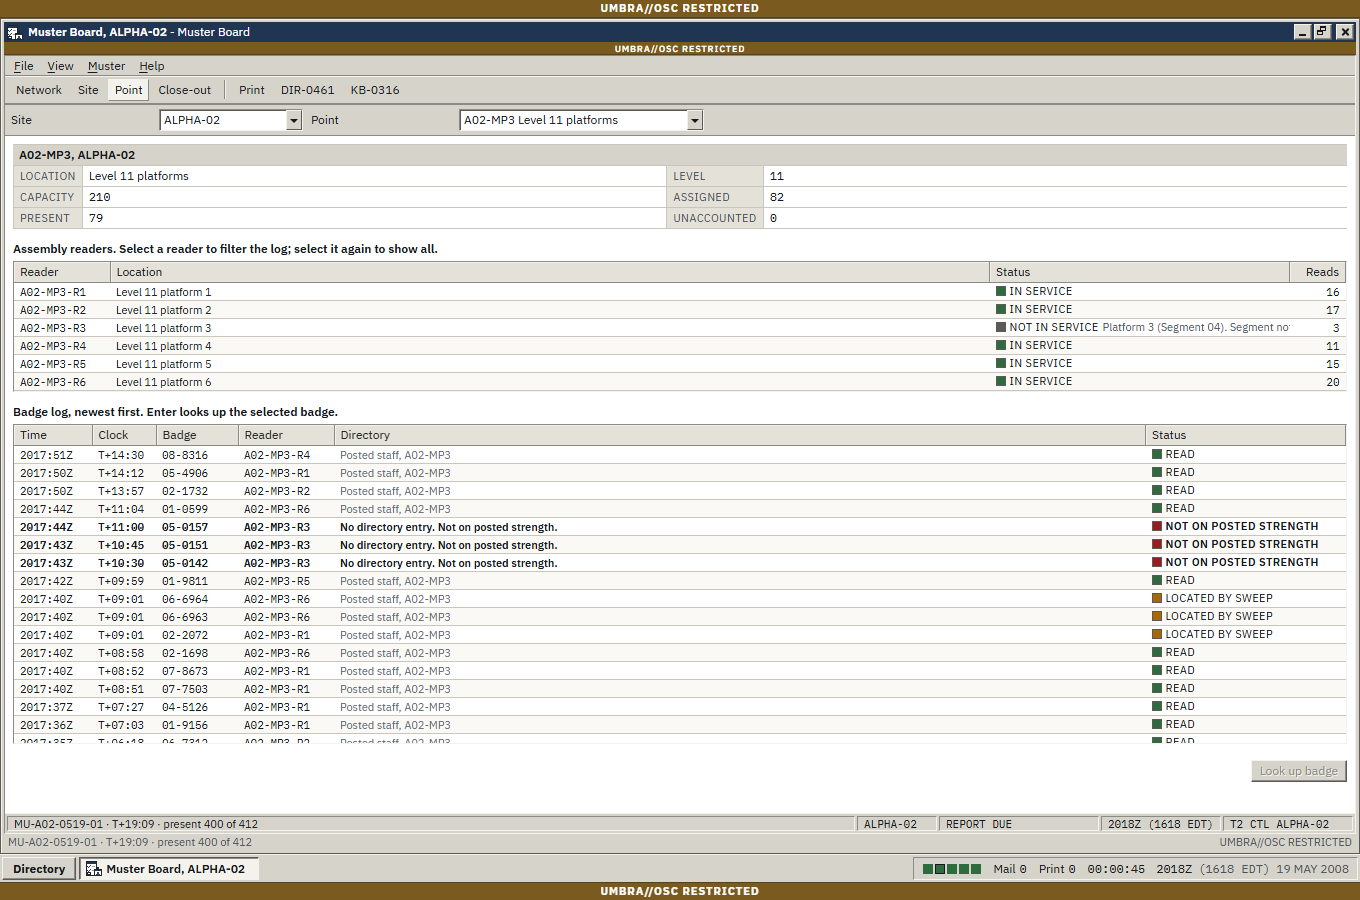 UMBRA//OSC RESTRICTED
Muster Board, ALPHA-02 - Muster Board
UMBRA//OSC RESTRICTED
File View Muster Help
Network Site Point Close-out Print DIR-0461 KB-0316
Site ALPHA-02 Point A02-MP3 Level 11 platforms
A02-MP3, ALPHA-02
LOCATION Level 11 platforms LEVEL 11
CAPACITY 210 ASSIGNED 82
PRESENT 79 UNACCOUNTED 0
Assembly readers. Select a reader to filter the log; select it again to show all.
Reader Location Status Reads
A02-MP3-R1 Level 11 platform 1 IN SERVICE 16
A02-MP3-R2 Level 11 platform 2 IN SERVICE 17
A02-MP3-R3 Level 11 platform 3 NOT IN SERVICE Platform 3 (Segment 04). Segment no 3
A02-MP3-R4 Level 11 platform 4 IN SERVICE 11
A02-MP3-R5 Level 11 platform 5 IN SERVICE 15
A02-MP3-R6 Level 11 platform 6 IN SERVICE 20
Badge log, newest first. Enter looks up the selected badge.
Time Clock Badge Reader Directory Status
2017:51Z T+14:30 08-8316 A02-MP3-R4 Posted staff, A02-MP3 READ
2017:50Z T+14:12 05-4906 A02-MP3-R1 Posted staff, A02-MP3 READ
2017:50Z T+13:57 02-1732 A02-MP3-R2 Posted staff, A02-MP3 READ
2017:44Z T+11:04 01-0599 A02-MP3-R6 Posted staff, A02-MP3 READ
2017:44Z T+11:00 05-0157 A02-MP3-R3 No directory entry. Not on posted strength. NOT ON POSTED STRENGTH
2017:43Z T+10:45 05-0151 A02-MP3-R3 No directory entry. Not on posted strength. NOT ON POSTED STRENGTH
2017:43Z T+10:30 05-0142 A02-MP3-R3 No directory entry. Not on posted strength. NOT ON POSTED STRENGTH
2017:42Z T+09:59 01-9811 A02-MP3-R5 Posted staff, A02-MP3 READ
2017:40Z T+09:01 06-6964 A02-MP3-R6 Posted staff, A02-MP3 LOCATED BY SWEEP
2017:40Z T+09:01 06-6963 A02-MP3-R6 Posted staff, A02-MP3 LOCATED BY SWEEP
2017:40Z T+09:01 02-2072 A02-MP3-R1 Posted staff, A02-MP3 LOCATED BY SWEEP
2017:40Z T+08:58 02-1698 A02-MP3-R6 Posted staff, A02-MP3 READ
2017:40Z T+08:52 07-8673 A02-MP3-R1 Posted staff, A02-MP3 READ
2017:40Z T+08:51 07-7503 A02-MP3-R1 Posted staff, A02-MP3 READ
2017:37Z T+07:27 04-5126 A02-MP3-R1 Posted staff, A02-MP3 READ
2017:36Z T+07:03 01-9156 A02-MP3-R1 Posted staff, A02-MP3 READ
2017:35Z T+06:18 06-7312 A02-MP3-R2 Posted staff, A02-MP3 READ
Look up badge
MU-A02-0519-01 · T+19:09 · present 400 of 412 ALPHA-02 REPORT DUE 2018Z (1618 EDT) T2 CTL ALPHA-02
MU-A02-0519-01 · T+19:09 · present 400 of 412 UMBRA//OSC RESTRICTED
Directory Muster Board, ALPHA-02 Mail 0 Print 0 00:00:45 2018Z (1618 EDT) 19 MAY 2008
UMBRA//OSC RESTRICTED